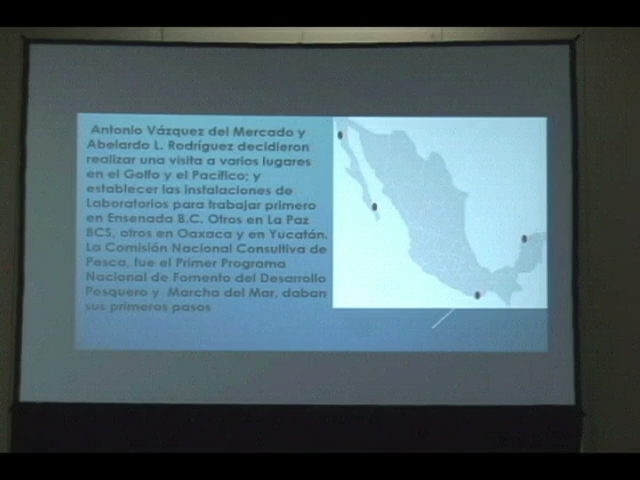 Antonio Vázquez del Mercado y
Abelardo L. Rodríguez decidieron
realizar una visita a varios lugares
en el Golfo y el Pacífico; y
establecer las instalaciones de
Laboratorios para trabajar primero
en Ensenada B.C. Otros en La Paz
BCS, otros en Oaxaca y en Yucatán.
La Comisión Nacional Consultiva de
Pesca, fue el Primer Programa
Nacional de Fomento del Desarrollo
Pesquero y Marcha del Mar, daban
sus primeros pasos